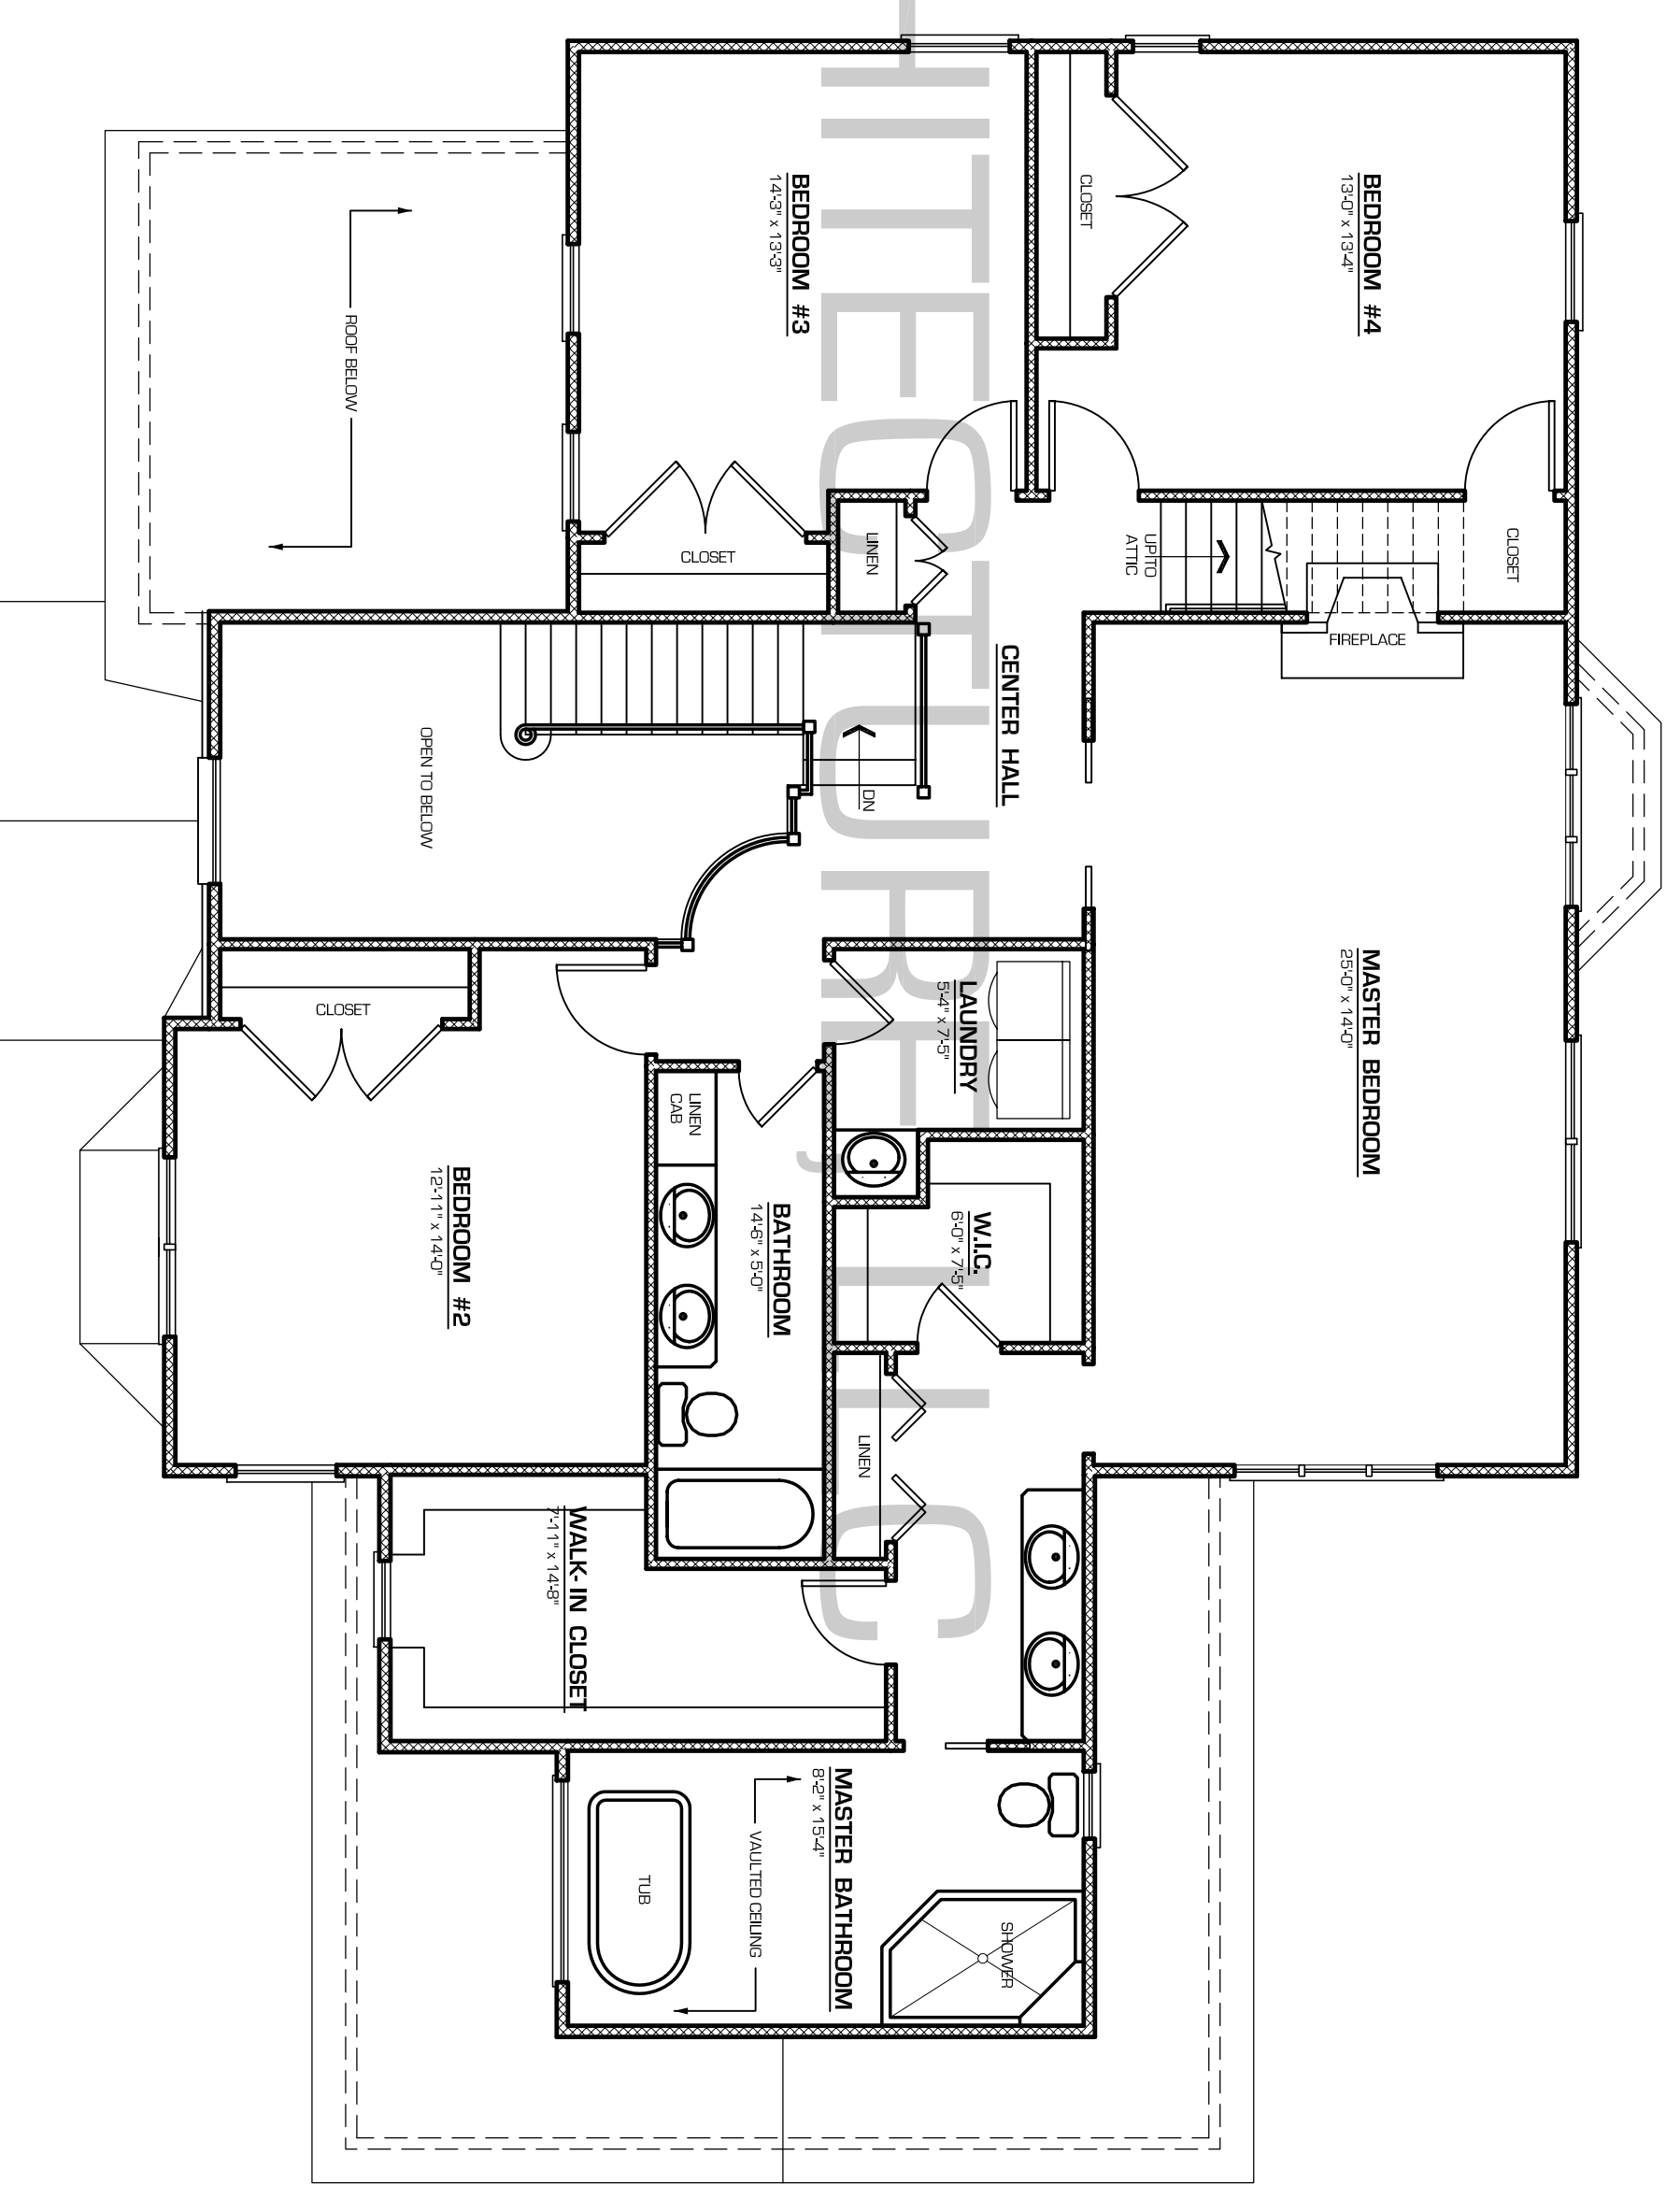 BEDROOM #4
13'-0" x 13'-4"
CLOSET
CLOSET
UP TO
ATTIC
FIREPLACE
MASTER BEDROOM
25'-0" x 14'-0"
BEDROOM #3
14'-3" x 13'-3"
CLOSET
LINEN
CENTER HALL
DN
LAUNDRY
5'-4" x 7'-5"
W.I.C.
6'-0" x 7'-5"
LINEN
BATHROOM
14'-6" x 5'-0"
LINEN
CAB
MASTER BATHROOM
8'-2" x 15'-4"
VAULTED CEILING
SHOWER
TUB
WALK- IN CLOSET
7'-11" x 14'-8"
BEDROOM #2
12'-11" x 14'-0"
CLOSET
OPEN TO BELOW
ROOF BELOW
HITECTURE, LLC